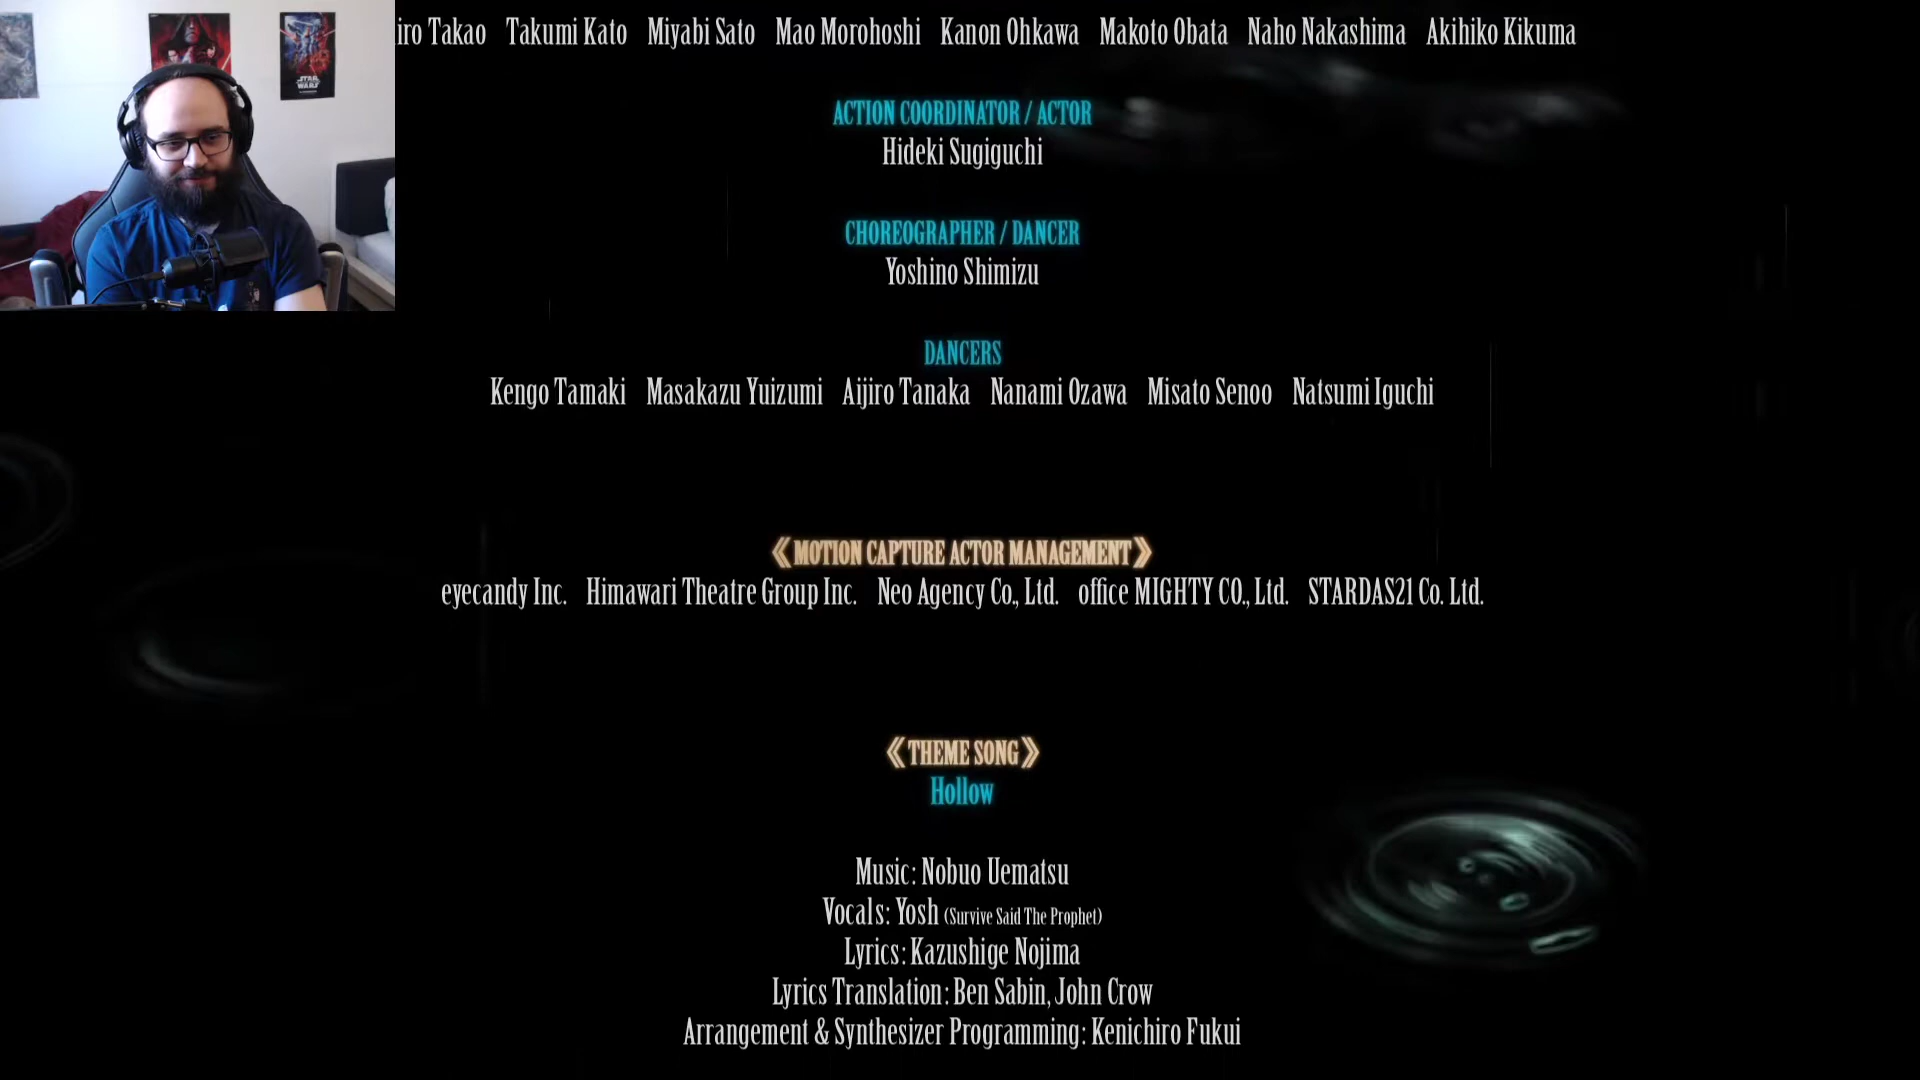 Takao Takumi Kato Miyabi Sato Mao Morohoshi Kanon Ohkawa Makoto Obata Naho Nakashima Akihiko Kikuma
STAR WARS
ACTION COORDINATOR / ACTOR
Hideki Sugiguchi
CHOREOGRAPHER / DANCER
Yoshino Shimizu
DANCERS
Kengo Tamaki Masakazu Yuizumi Aijiro Tanaka Nanami Ozawa Misato Senoo Natsumi Iguchi
《MOTION CAPTURE ACTOR MANAGEMENT》
eyecandy Inc. Himawari Theatre Group Inc. Neo Agency Co., Ltd. office MIGHTY CO., Ltd. STARDAS21 Co. Ltd.
《THEME SONG》
Hollow
Music: Nobuo Uematsu
Vocals: Yosh (Survive Said The Prophet)
Lyrics: Kazushige Nojima
Lyrics Translation: Ben Sabin, John Crow
Arrangement & Synthesizer Programming: Kenichiro Fukui